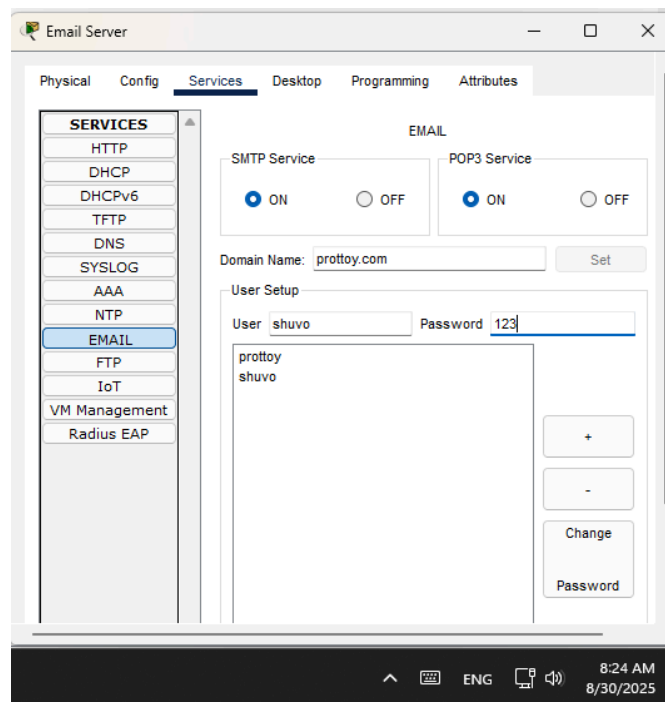 Email Server
Physical Config Services Desktop Programming Attributes
SERVICES
HTTP
DHCP
DHCPv6
TFTP
DNS
SYSLOG
AAA
NTP
EMAIL
FTP
IoT
VM Management
Radius EAP
EMAIL
SMTP Service
ON OFF
POP3 Service
ON OFF
Domain Name: prottoy.com Set
User Setup
User shuvo Password 123
prottoy
shuvo
+
-
Change
Password
ENG
8:24 AM
8/30/2025